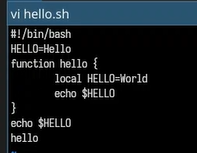 vi hello.sh
#!/bin/bash
HELLO=Hello
function hello {
        local HELLO=World
        echo $HELLO
}
echo $HELLO
hello